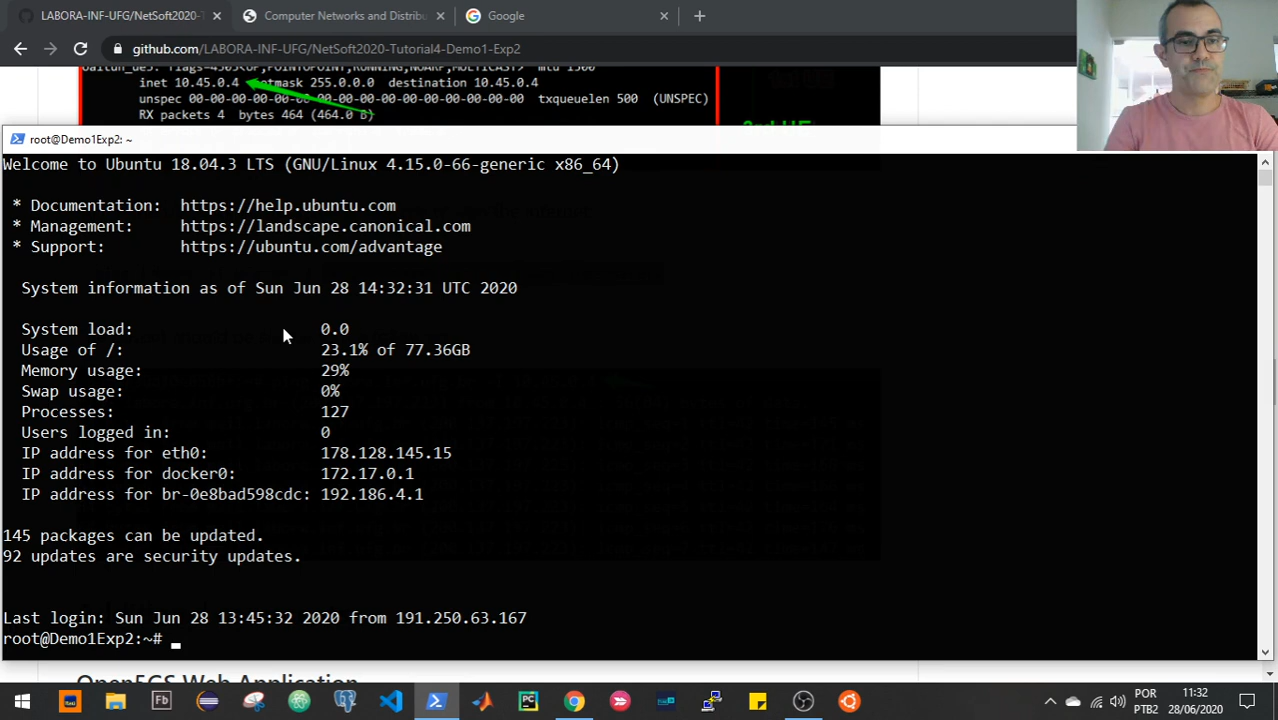 LABORA-INF-UFG/NetSoft2020-T
Computer Networks and Distribu
Google
github.com/LABORA-INF-UFG/NetSoft2020-Tutorial4-Demo1-Exp2
inet 10.45.0.4 netmask 255.0.0.0 destination 10.45.0.4
unspec 00-00-00-00-00-00-00-00-00-00-00-00-00-00-00-00 txqueuelen 500 (UNSPEC)
RX packets 4 bytes 464 (464.0 B)
root@Demo1Exp2: ~
Welcome to Ubuntu 18.04.3 LTS (GNU/Linux 4.15.0-66-generic x86_64)
* Documentation: https://help.ubuntu.com
* Management: https://landscape.canonical.com
* Support: https://ubuntu.com/advantage
System information as of Sun Jun 28 14:32:31 UTC 2020
System load: 0.0
Usage of /: 23.1% of 77.36GB
Memory usage: 29%
Swap usage: 0%
Processes: 127
Users logged in: 0
IP address for eth0: 178.128.145.15
IP address for docker0: 172.17.0.1
IP address for br-0e8bad598cdc: 192.186.4.1
145 packages can be updated.
92 updates are security updates.
Last login: Sun Jun 28 13:45:32 2020 from 191.250.63.167
root@Demo1Exp2:~#
Open5GS Web Application
Fb
PC
POR
PTB2
11:32
28/06/2020